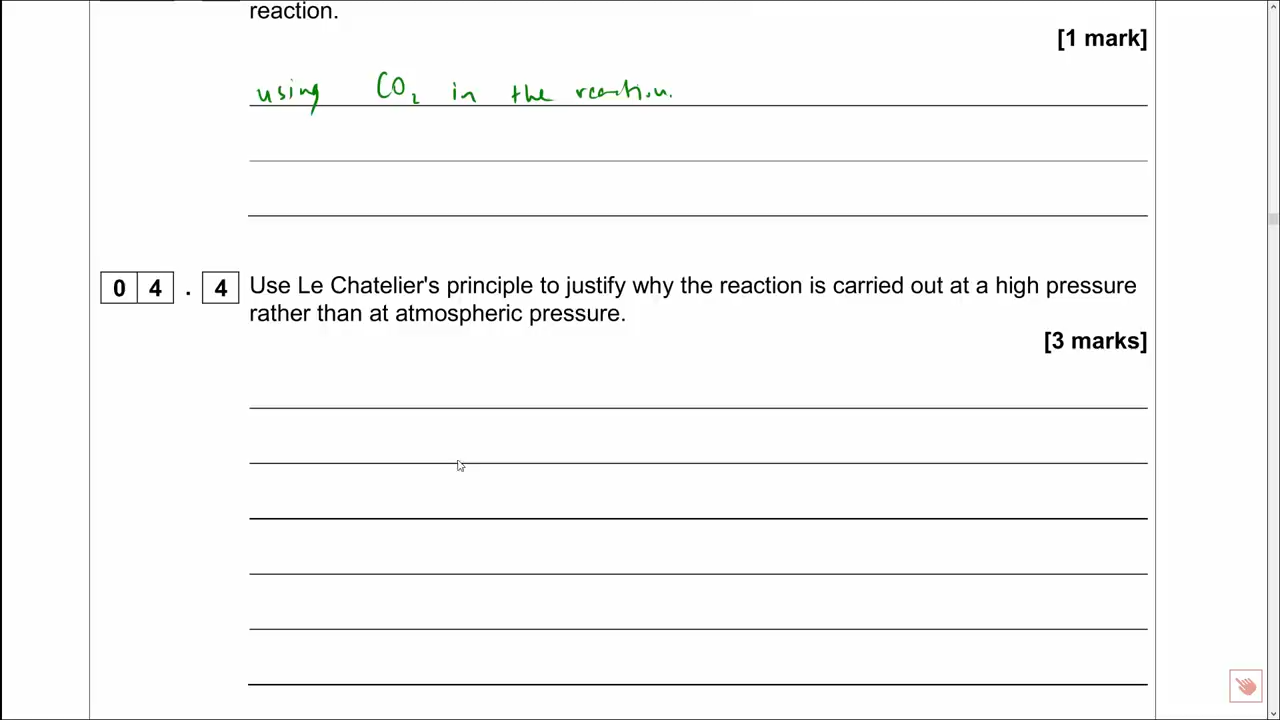 reaction.
[1 mark]
using CO₂ in the reaction.
0 4 . 4 Use Le Chatelier's principle to justify why the reaction is carried out at a high pressure
rather than at atmospheric pressure.
[3 marks]